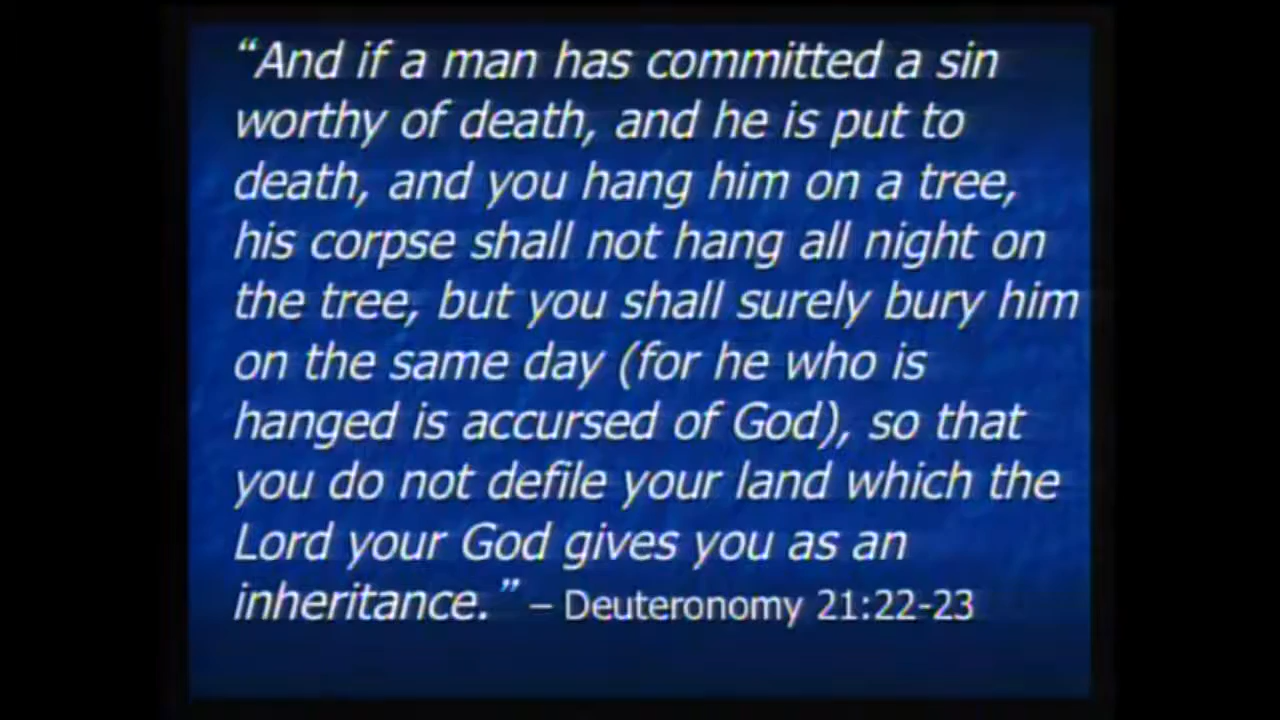 “And if a man has committed a sin
worthy of death, and he is put to
death, and you hang him on a tree,
his corpse shall not hang all night on
the tree, but you shall surely bury him
on the same day (for he who is
hanged is accursed of God), so that
you do not defile your land which the
Lord your God gives you as an
inheritance.” – Deuteronomy 21:22-23